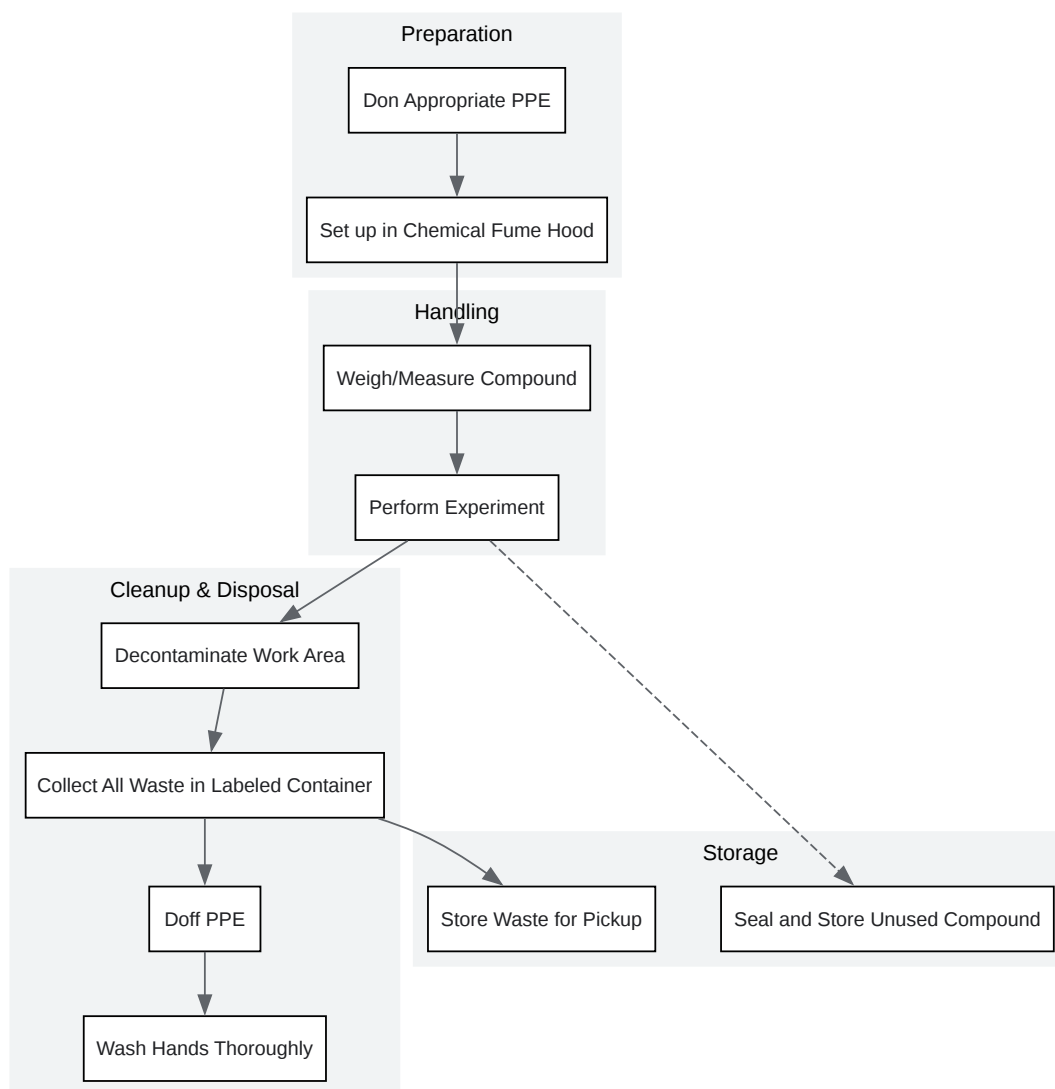 Preparation
Don Appropriate PPE
Set up in Chemical Fume Hood
Handling
Weigh/Measure Compound
Perform Experiment
Cleanup & Disposal
Decontaminate Work Area
Collect All Waste in Labeled Container
Storage
Doff PPE
Store Waste for Pickup
Seal and Store Unused Compound
Wash Hands Thoroughly